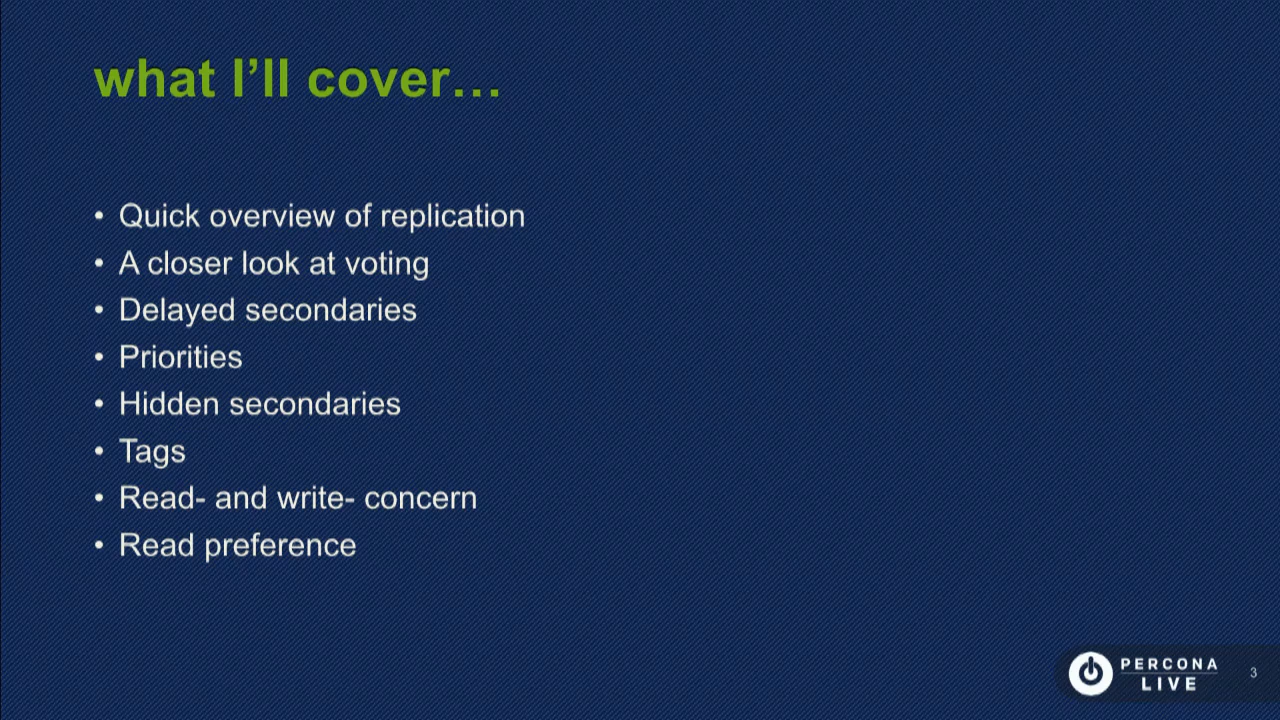 what I’ll cover…
• Quick overview of replication
• A closer look at voting
• Delayed secondaries
• Priorities
• Hidden secondaries
• Tags
• Read- and write- concern
• Read preference
PERCONA
LIVE
3